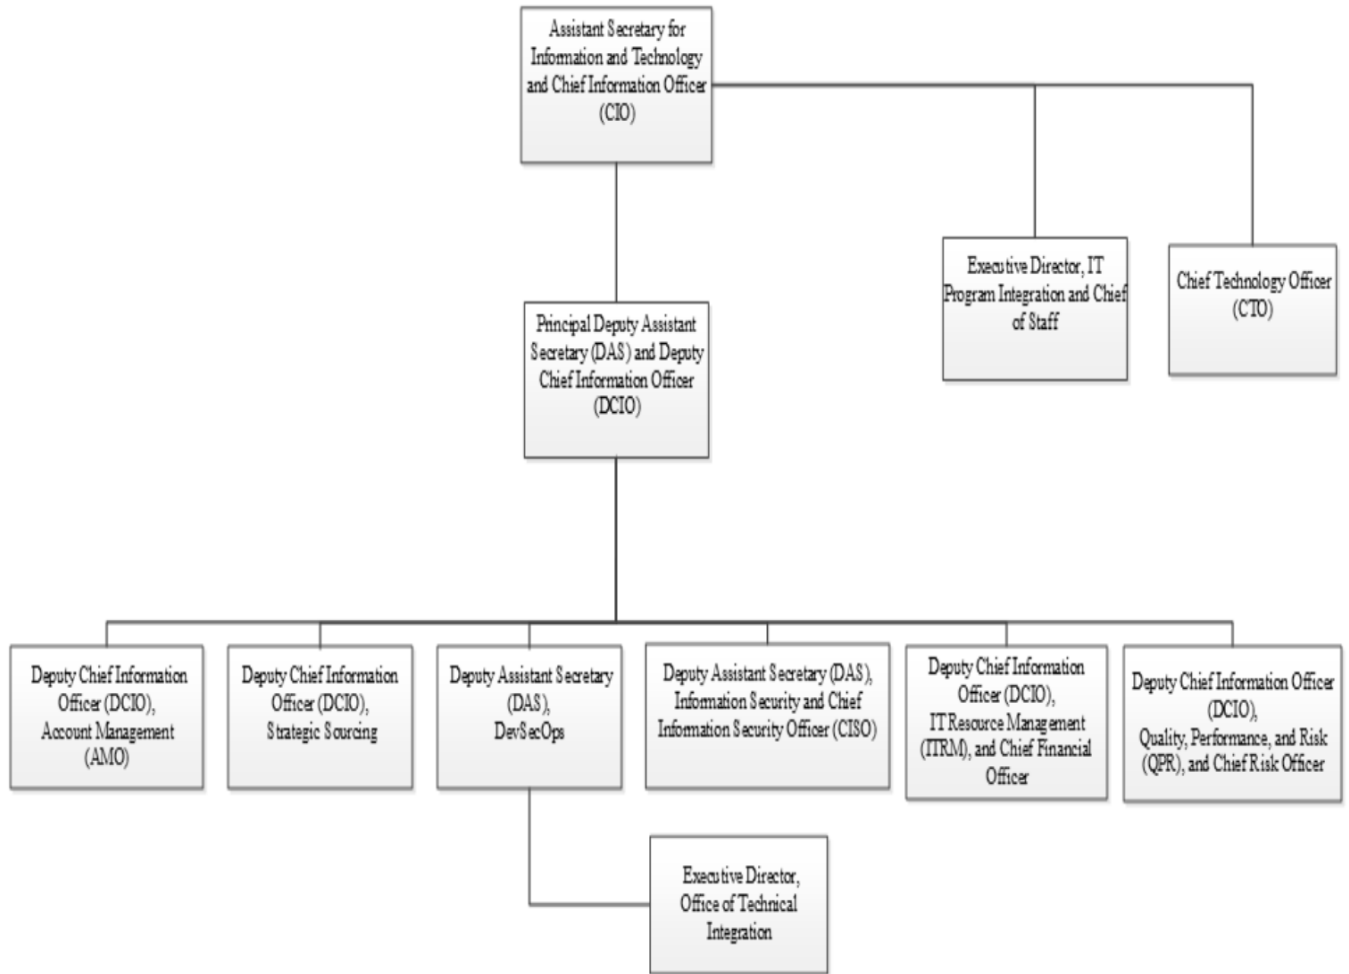 Assistant Secretary for
Information and Technology
and Chief Information Officer
(CIO)
Executive Director, IT
Program Integration and Chief
of Staff
Chief Technology Officer
(CTO)
Principal Deputy Assistant
Secretary (DAS) and Deputy
Chief Information Officer
(DCIO)
Deputy Chief Information
Officer (DCIO),
Account Management
(AMO)
Deputy Chief Information
Officer (DCIO),
Strategic Sourcing
Deputy Assistant Secretary
(DAS),
DevSecOps
Deputy Assistant Secretary (DAS),
Information Security and Chief
Information Security Officer (CISO)
Deputy Chief Information
Officer (DCIO),
IT Resource Management
(ITRM), and Chief Financial
Officer
Deputy Chief Information Officer
(DCIO),
Quality, Performance, and Risk
(QPR), and Chief Risk Officer
Executive Director,
Office of Technical
Integration